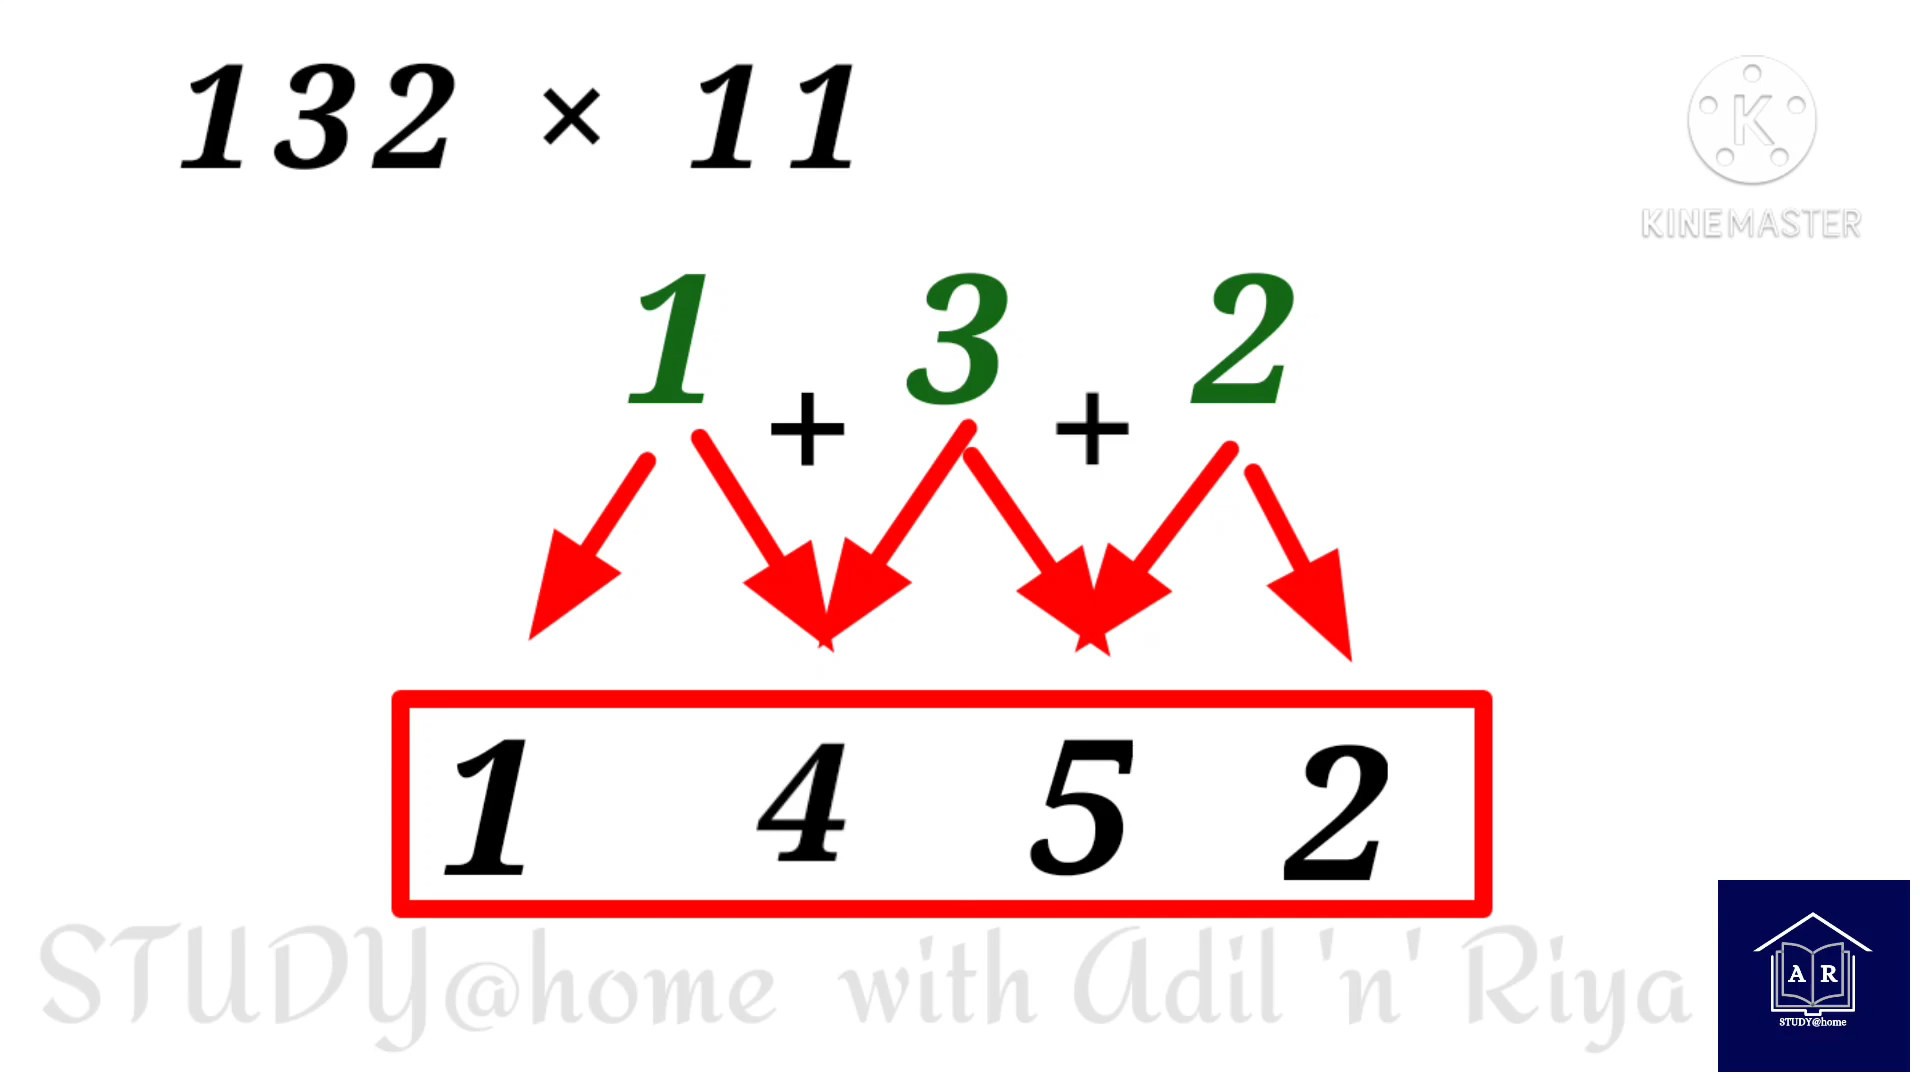 132 × 11
K
KINEMASTER
1 + 3 + 2
1 4 5 2
STUDY@home with Adil 'n' Riya
A R
STUDY@home